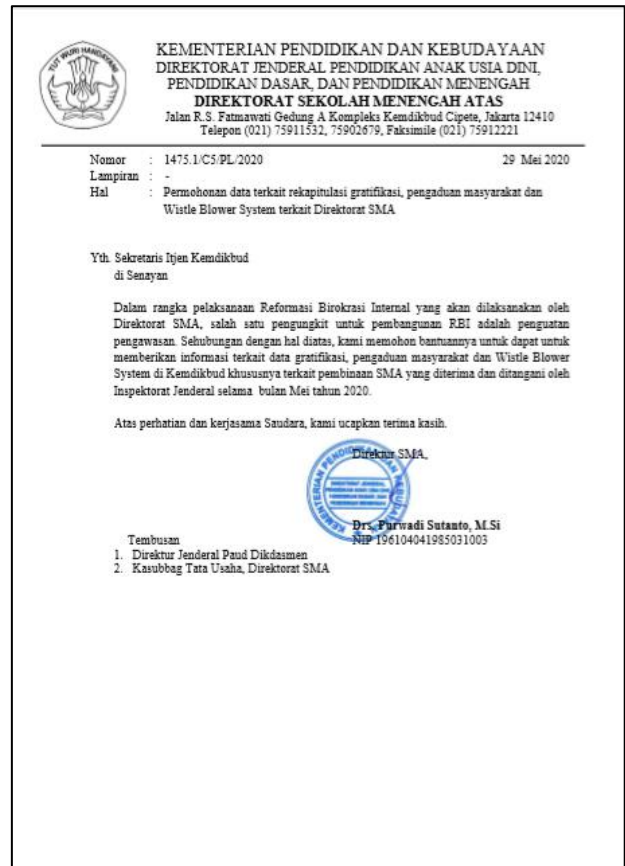 TUT WURI HANDAYANI
KEMENTERIAN PENDIDIKAN DAN KEBUDAYAAN
DIREKTORAT JENDERAL PENDIDIKAN ANAK USIA DINI,
PENDIDIKAN DASAR, DAN PENDIDIKAN MENENGAH
DIREKTORAT SEKOLAH MENENGAH ATAS
Jalan R.S. Fatmawati Gedung A Kompleks Kemdikbud Cipete, Jakarta 12410
Telepon (021) 75911532, 75902679, Faksimile (021) 75912221
Nomor : 1475.1/C5/PL/2020 29 Mei 2020
Lampiran : -
Hal : Permohonan data terkait rekapitulasi gratifikasi, pengaduan masyarakat dan
Wistle Blower System terkait Direktorat SMA
Yth. Sekretaris Itjen Kemdikbud
di Senayan
Dalam rangka pelaksanaan Reformasi Birokrasi Internal yang akan dilaksanakan oleh
Direktorat SMA, salah satu pengungkit untuk pembangunan RBI adalah penguatan
pengawasan. Sehubungan dengan hal diatas, kami memohon bantuannya untuk dapat untuk
memberikan informasi terkait data gratifikasi, pengaduan masyarakat dan Wistle Blower
System di Kemdikbud khususnya terkait pembinaan SMA yang diterima dan ditangani oleh
Inspektorat Jenderal selama bulan Mei tahun 2020.
Atas perhatian dan kerjasama Saudara, kami ucapkan terima kasih.
Direktur SMA,
KEMENTERIAN PENDIDIKAN DAN KEBUDAYAAN
Drs. Purwadi Sutanto, M.Si
NIP 196104041985031003
Tembusan
1. Direktur Jenderal Paud Dikdasmen
2. Kasubbag Tata Usaha, Direktorat SMA